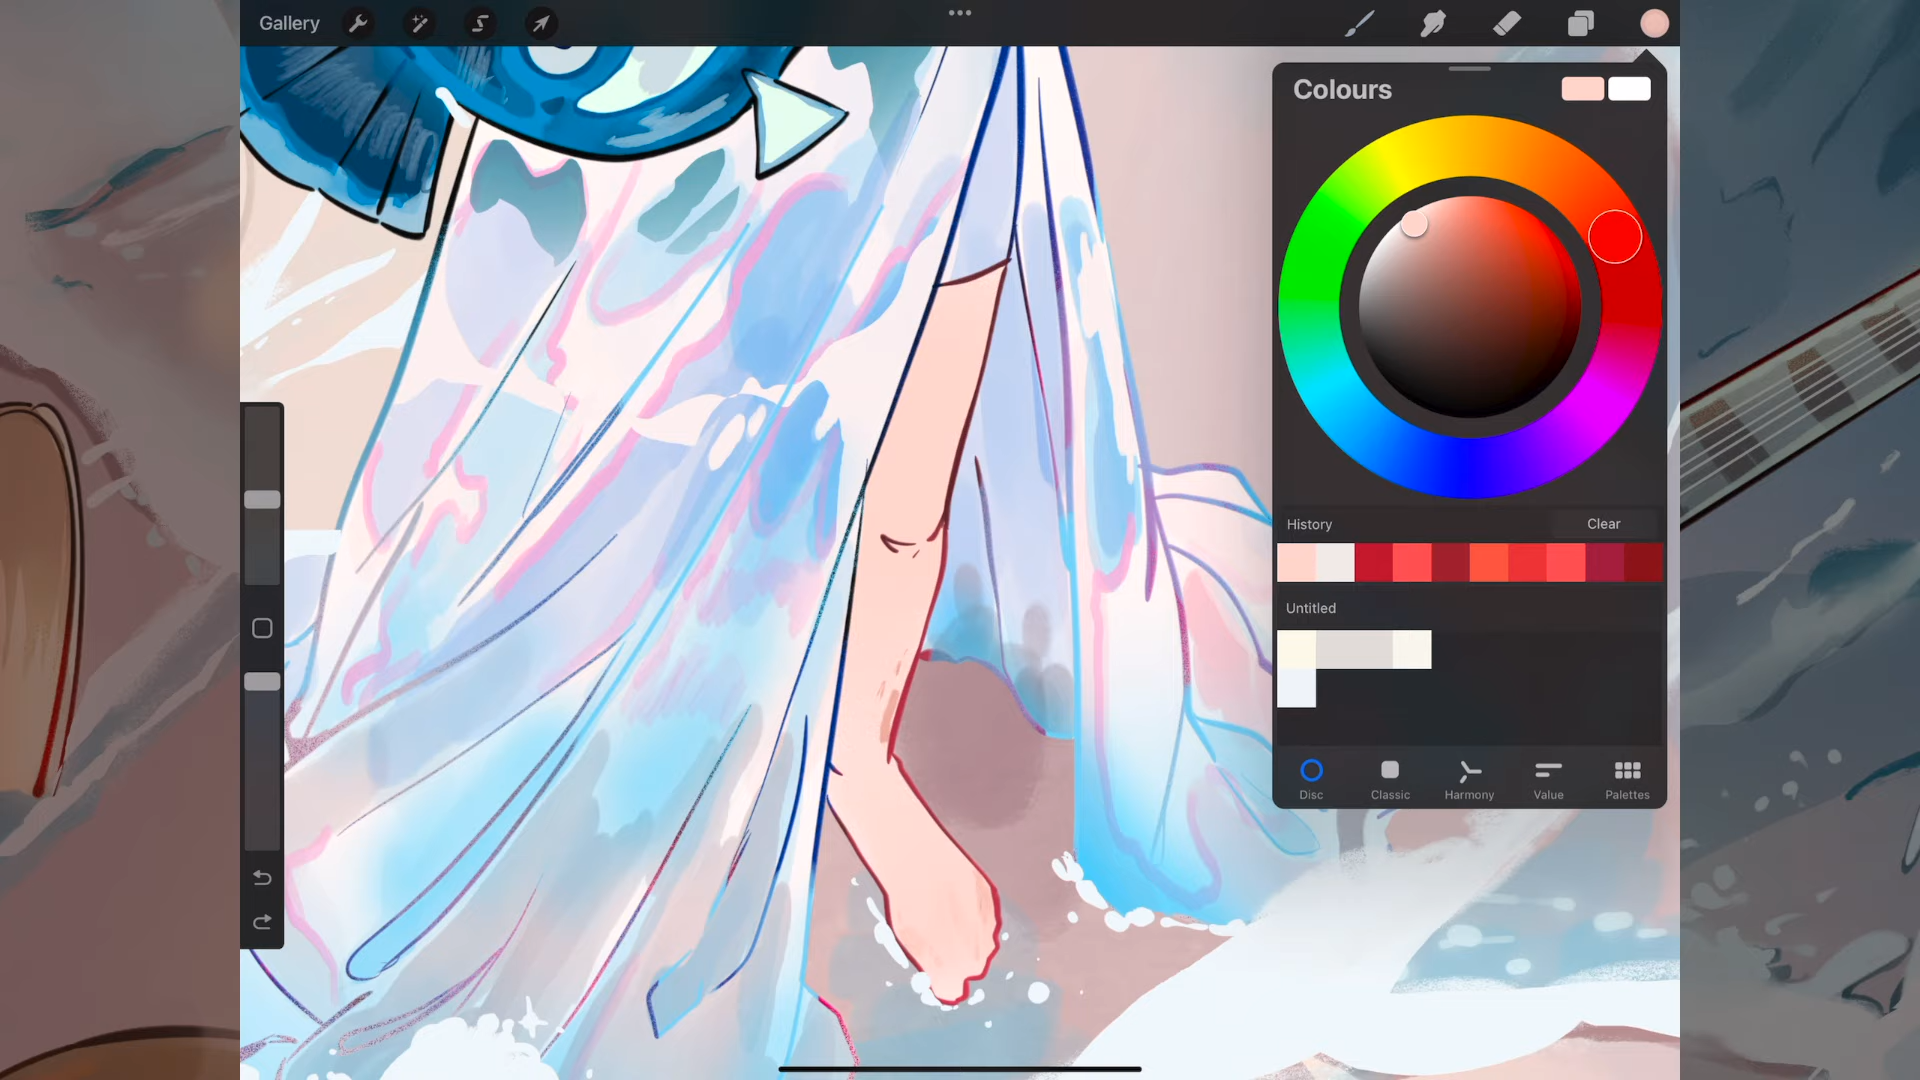 Gallery
Colours
History
Clear
Untitled
Disc
Classic
Harmony
Value
Palettes